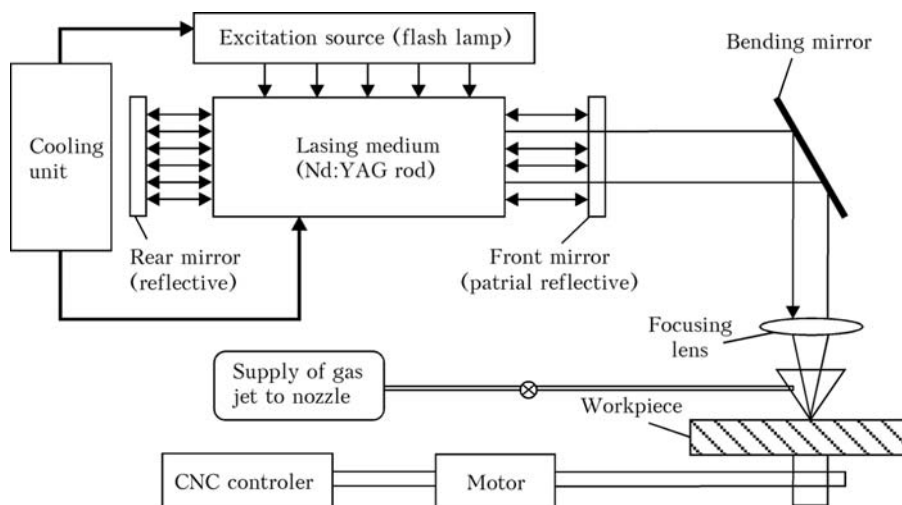 Excitation source (flash lamp)
Bending mirror
Cooling
unit
Lasing medium
(Nd:YAG rod)
Rear mirror
(reflective)
Front mirror
(patrial reflective)
Focusing
lens
Supply of gas
jet to nozzle
Workpiece
CNC controler
Motor